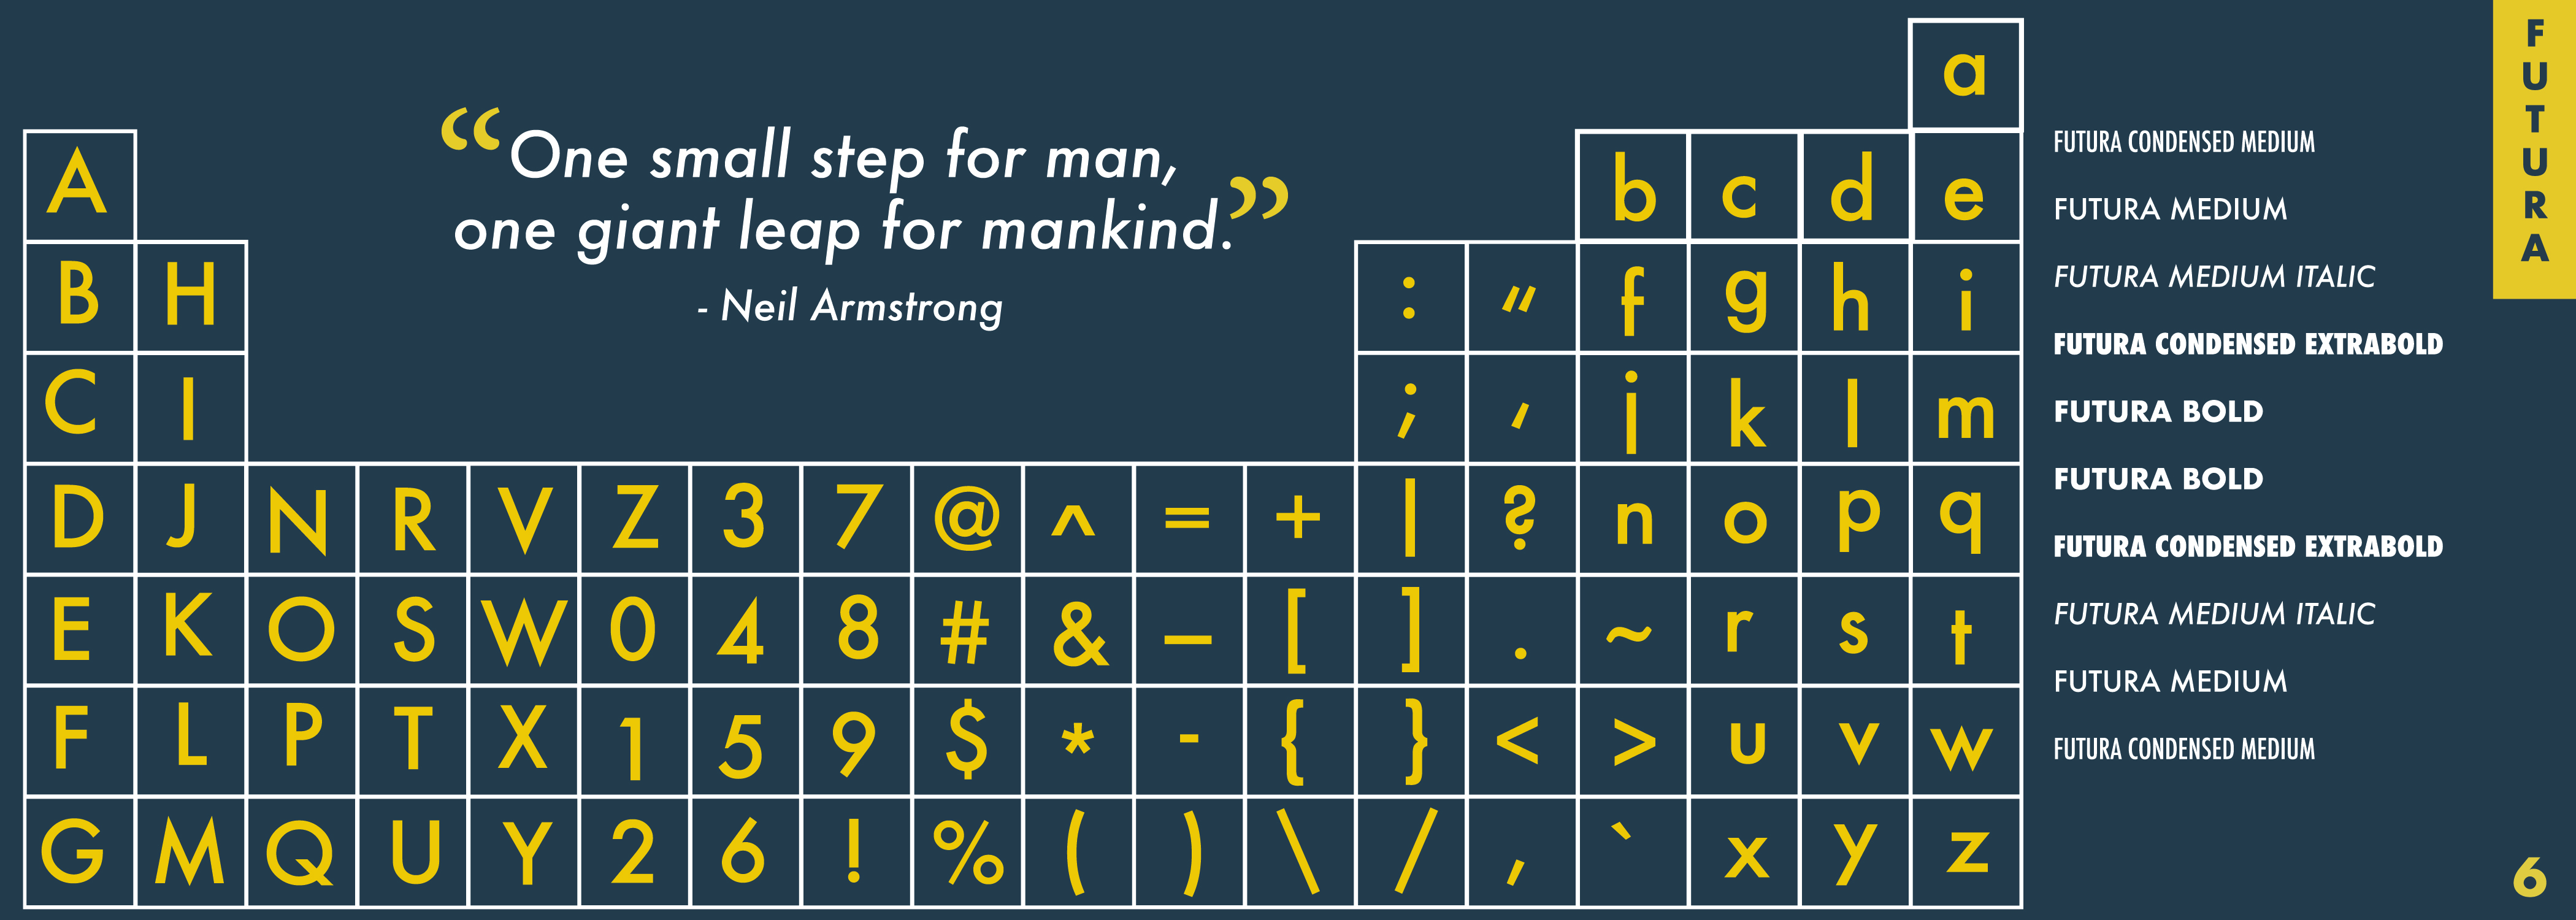 a
“One small step for man,
one giant leap for mankind.”
- Neil Armstrong
A b c d e
B H : " f g h i
C I ; ' j k l m
D J N R V Z 3 7 @ ^ = + | ? n o p q
E K O S W 0 4 8 # & – [ ] . ~ r s t
F L P T X 1 5 9 $ * - { } < > u v w
G M Q U Y 2 6 ! % ( ) \ / , ` x y z
FUTURA CONDENSED MEDIUM
FUTURA MEDIUM
FUTURA MEDIUM ITALIC
FUTURA CONDENSED EXTRABOLD
FUTURA BOLD
FUTURA BOLD
FUTURA CONDENSED EXTRABOLD
FUTURA MEDIUM ITALIC
FUTURA MEDIUM
FUTURA CONDENSED MEDIUM
FUTURA
6